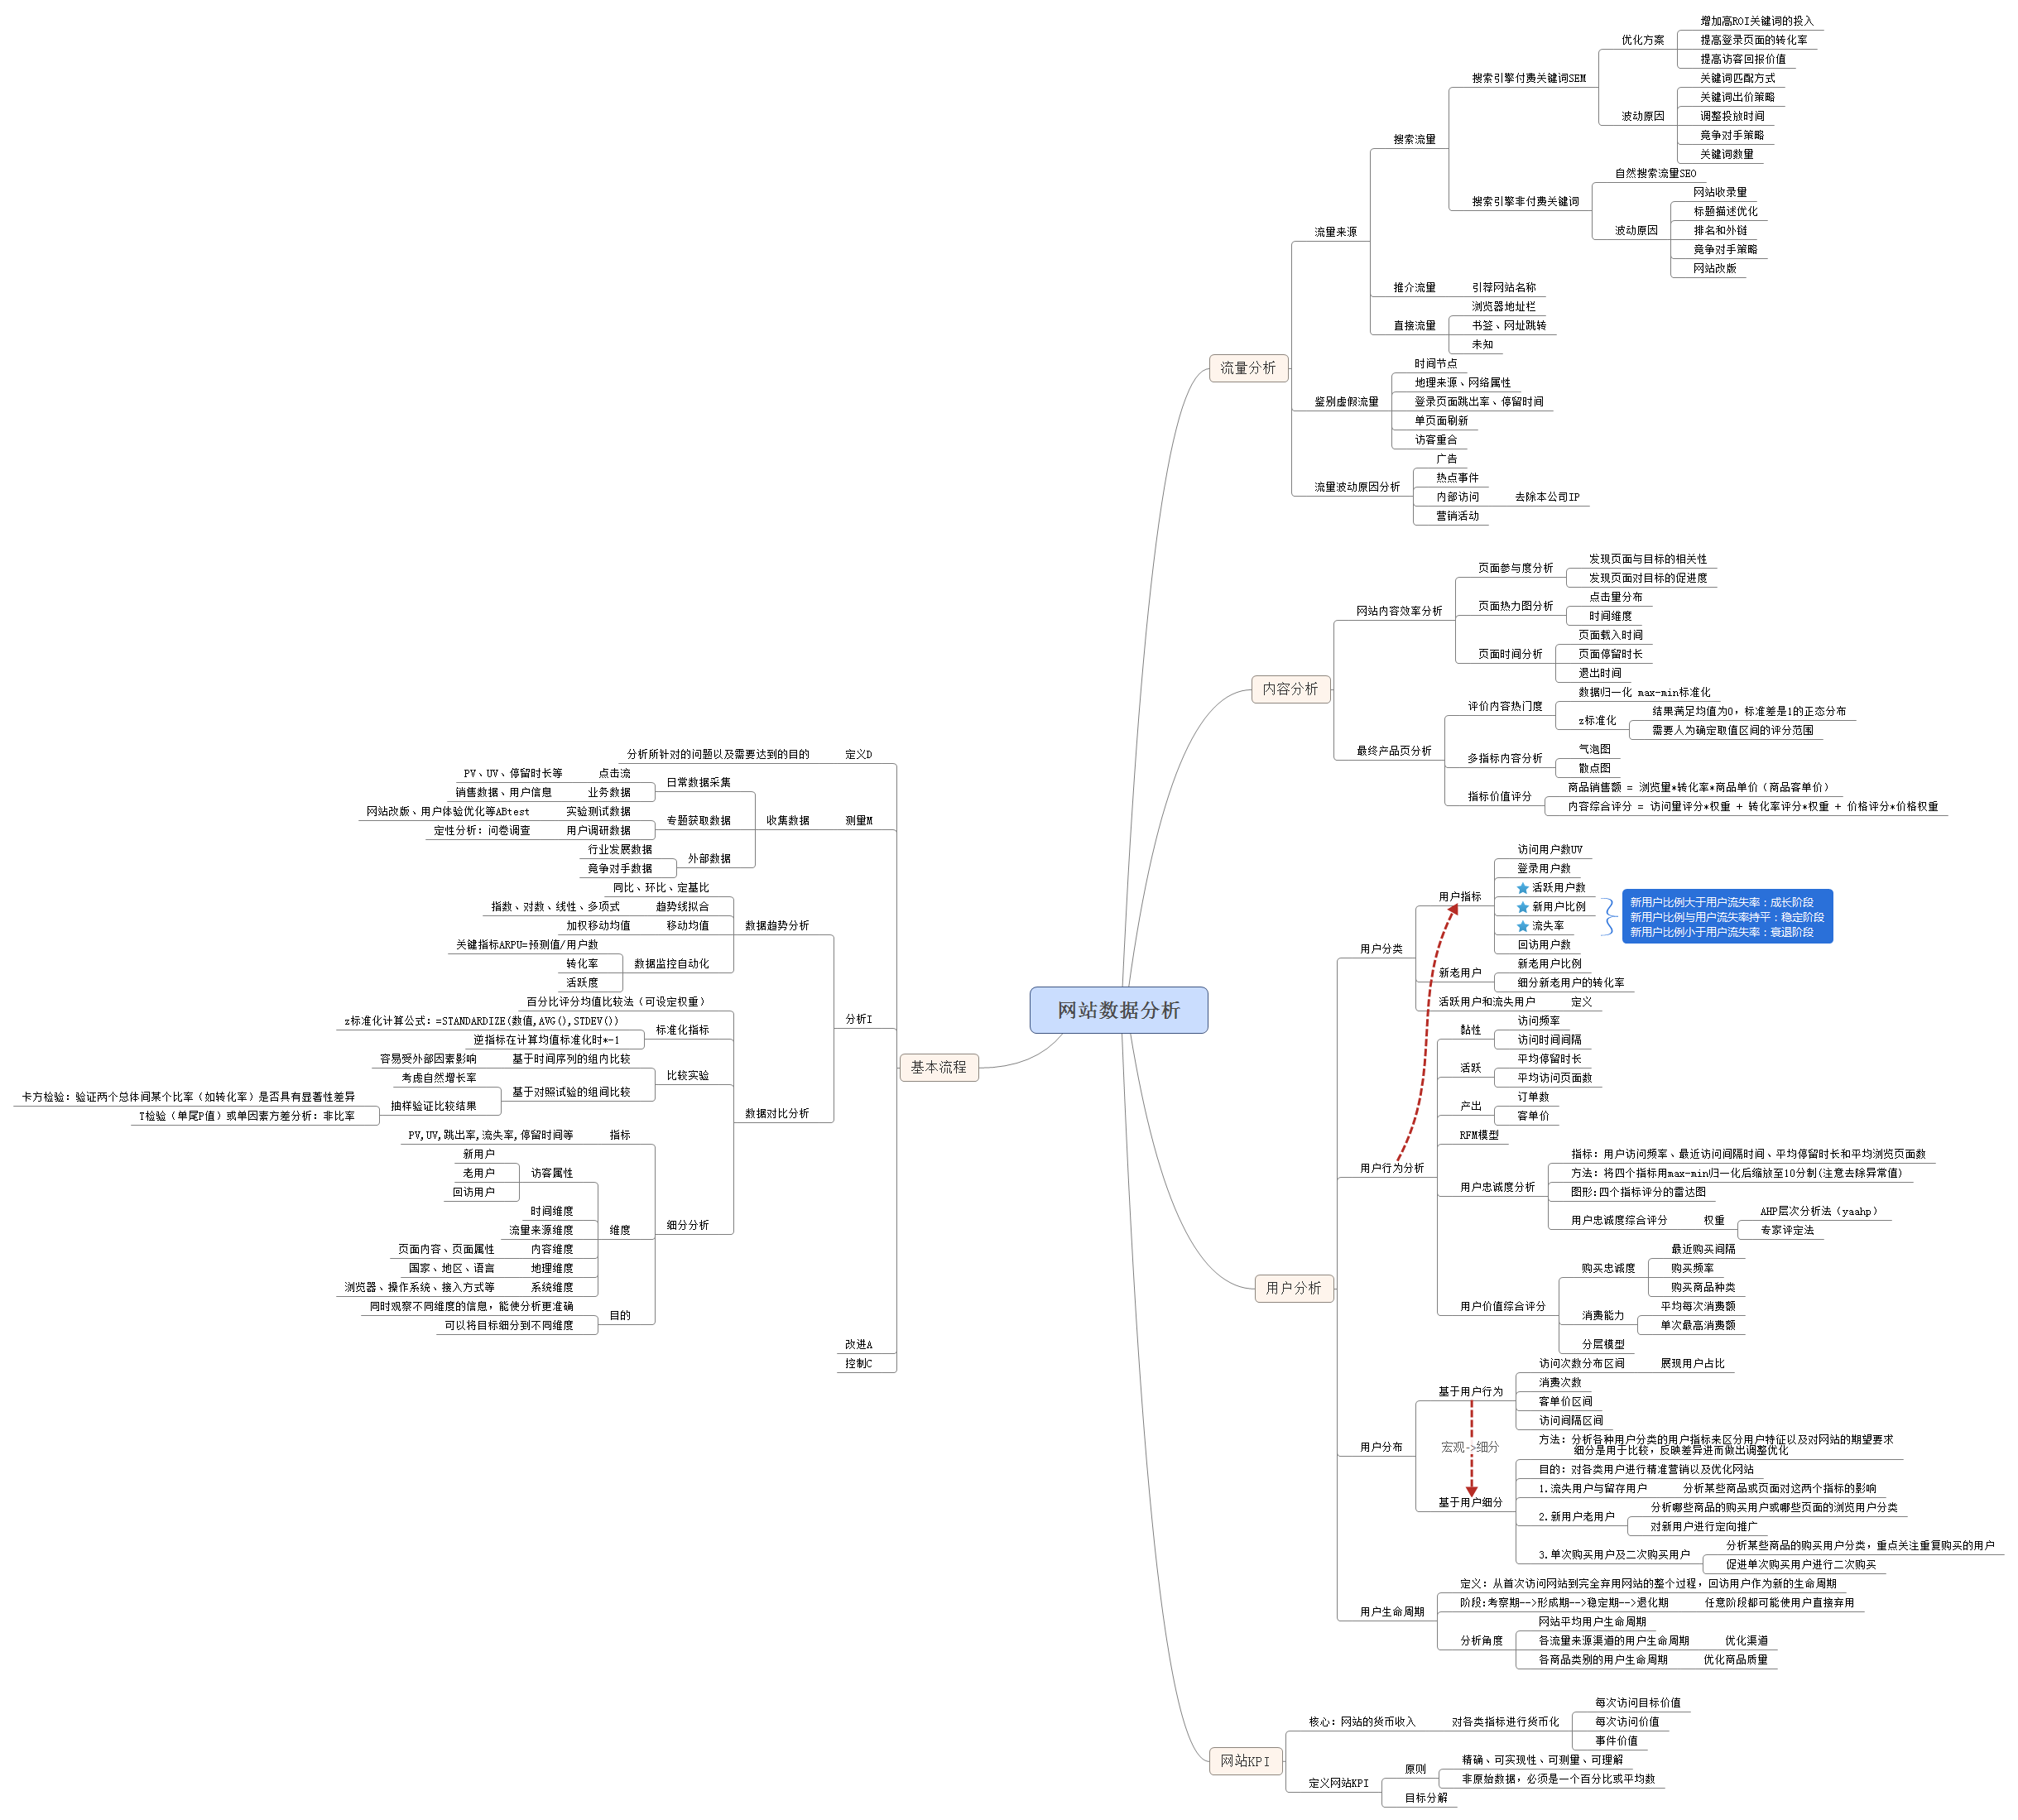 网站数据分析
流量分析
流量来源
搜索流量
搜索引擎付费关键词SEM
优化方案
增加高ROI关键词的投入
提高登录页面的转化率
提高访客回报价值
波动原因
关键词匹配方式
关键词出价策略
调整投放时间
竞争对手策略
关键词数量
搜索引擎非付费关键词
自然搜索流量SEO
波动原因
网站收录量
标题描述优化
排名和外链
竞争对手策略
网站改版
推介流量
引荐网站名称
直接流量
浏览器地址栏
书签、网址跳转
未知
鉴别虚假流量
时间节点
地理来源、网络属性
登录页面跳出率、停留时间
单页面刷新
访客重合
流量波动原因分析
广告
热点事件
内部访问
去除本公司IP
营销活动
内容分析
网站内容效率分析
页面参与度分析
发现页面与目标的相关性
发现页面对目标的促进度
页面热力图分析
点击量分布
时间维度
页面时间分析
页面载入时间
页面停留时长
退出时间
最终产品页分析
评价内容热门度
数据归一化 max-min标准化
z标准化
结果满足均值为0，标准差是1的正态分布
需要人为确定取值区间的评分范围
多指标内容分析
气泡图
散点图
指标价值评分
商品销售额 = 浏览量*转化率*商品单价（商品客单价）
内容综合评分 = 访问量评分*权重 + 转化率评分*权重 + 价格评分*价格权重
用户分析
用户分类
用户指标
访问用户数UV
登录用户数
活跃用户数
新用户比例
流失率
回访用户数
新用户比例大于用户流失率：成长阶段
新用户比例与用户流失率持平：稳定阶段
新用户比例小于用户流失率：衰退阶段
新老用户
新老用户比例
细分新老用户的转化率
活跃用户和流失用户
定义
用户行为分析
黏性
访问频率
访问时间间隔
活跃
平均停留时长
平均访问页面数
产出
订单数
客单价
RFM模型
用户忠诚度分析
指标：用户访问频率、最近访问间隔时间、平均停留时长和平均浏览页面数
方法：将四个指标用max-min归一化后缩放至10分制(注意去除异常值)
图形:四个指标评分的雷达图
用户忠诚度综合评分
权重
AHP层次分析法（yaahp）
专家评定法
用户价值综合评分
购买忠诚度
最近购买间隔
购买频率
购买商品种类
消费能力
平均每次消费额
单次最高消费额
分层模型
用户分布
基于用户行为
访问次数分布区间
展现用户占比
消费次数
客单价区间
访问间隔区间
宏观->细分
基于用户细分
方法：分析各种用户分类的用户指标来区分用户特征以及对网站的期望要求
细分是用于比较，反映差异进而做出调整优化
目的：对各类用户进行精准营销以及优化网站
1.流失用户与留存用户
分析某些商品或页面对这两个指标的影响
2.新用户老用户
分析哪些商品的购买用户或哪些页面的浏览用户分类
对新用户进行定向推广
3.单次购买用户及二次购买用户
分析某些商品的购买用户分类，重点关注重复购买的用户
促进单次购买用户进行二次购买
用户生命周期
定义：从首次访问网站到完全弃用网站的整个过程，回访用户作为新的生命周期
阶段:考察期-->形成期-->稳定期-->退化期
任意阶段都可能使用户直接弃用
分析角度
网站平均用户生命周期
各流量来源渠道的用户生命周期
优化渠道
各商品类别的用户生命周期
优化商品质量
网站KPI
核心：网站的货币收入
对各类指标进行货币化
每次访问目标价值
每次访问价值
事件价值
定义网站KPI
原则
精确、可实现性、可测量、可理解
非原始数据，必须是一个百分比或平均数
目标分解
基本流程
定义D
分析所针对的问题以及需要达到的目的
测量M
收集数据
日常数据采集
点击流
PV、UV、停留时长等
业务数据
销售数据、用户信息
专题获取数据
实验测试数据
网站改版、用户体验优化等ABtest
用户调研数据
定性分析：问卷调查
外部数据
行业发展数据
竞争对手数据
分析I
数据趋势分析
同比、环比、定基比
趋势线拟合
指数、对数、线性、多项式
移动均值
加权移动均值
数据监控自动化
关键指标ARPU=预测值/用户数
转化率
活跃度
数据对比分析
百分比评分均值比较法（可设定权重）
标准化指标
z标准化计算公式：=STANDARDIZE(数值,AVG(),STDEV())
逆指标在计算均值标准化时*-1
比较实验
基于时间序列的组内比较
容易受外部因素影响
基于对照试验的组间比较
考虑自然增长率
抽样验证比较结果
卡方检验：验证两个总体间某个比率（如转化率）是否具有显著性差异
T检验（单尾P值）或单因素方差分析：非比率
细分分析
指标
PV,UV,跳出率,流失率,停留时间等
维度
访客属性
新用户
老用户
回访用户
时间维度
流量来源维度
内容维度
页面内容、页面属性
地理维度
国家、地区、语言
系统维度
浏览器、操作系统、接入方式等
目的
同时观察不同维度的信息，能使分析更准确
可以将目标细分到不同维度
改进A
控制C